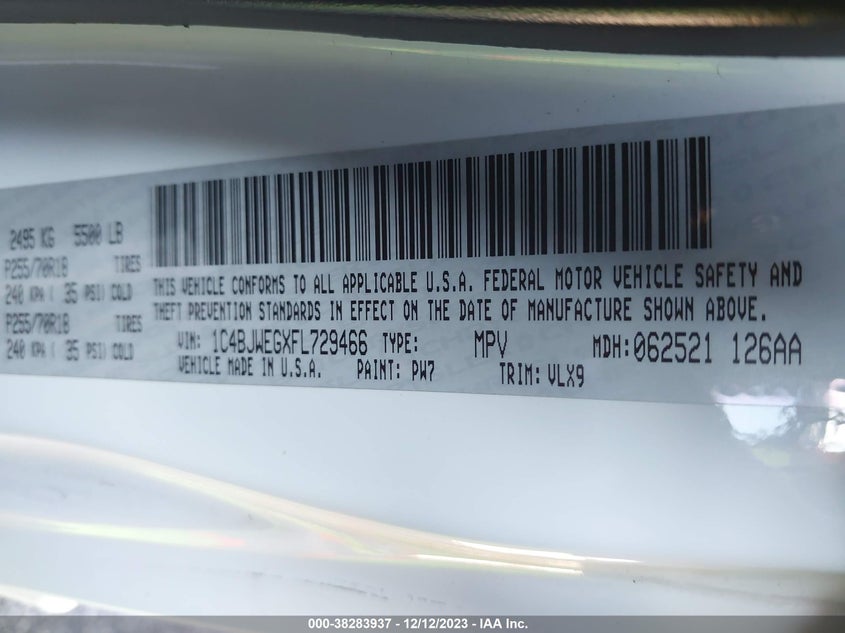 2495 KG 5500 LB
P255/70R18 TIRES
240 KPA ( 35 PSI) COLD
P255/70R18 TIRES
240 KPA ( 35 PSI) COLD
THIS VEHICLE CONFORMS TO ALL APPLICABLE U.S.A. FEDERAL MOTOR VEHICLE SAFETY AND
THEFT PREVENTION STANDARDS IN EFFECT ON THE DATE OF MANUFACTURE SHOWN ABOVE.
VIN: 1C4BJWEGXFL729466 TYPE: MPV MDH: 062521 126AA
VEHICLE MADE IN U.S.A. PAINT: PW7 TRIM: VLX9
000-38283937 - 12/12/2023 - IAA Inc.